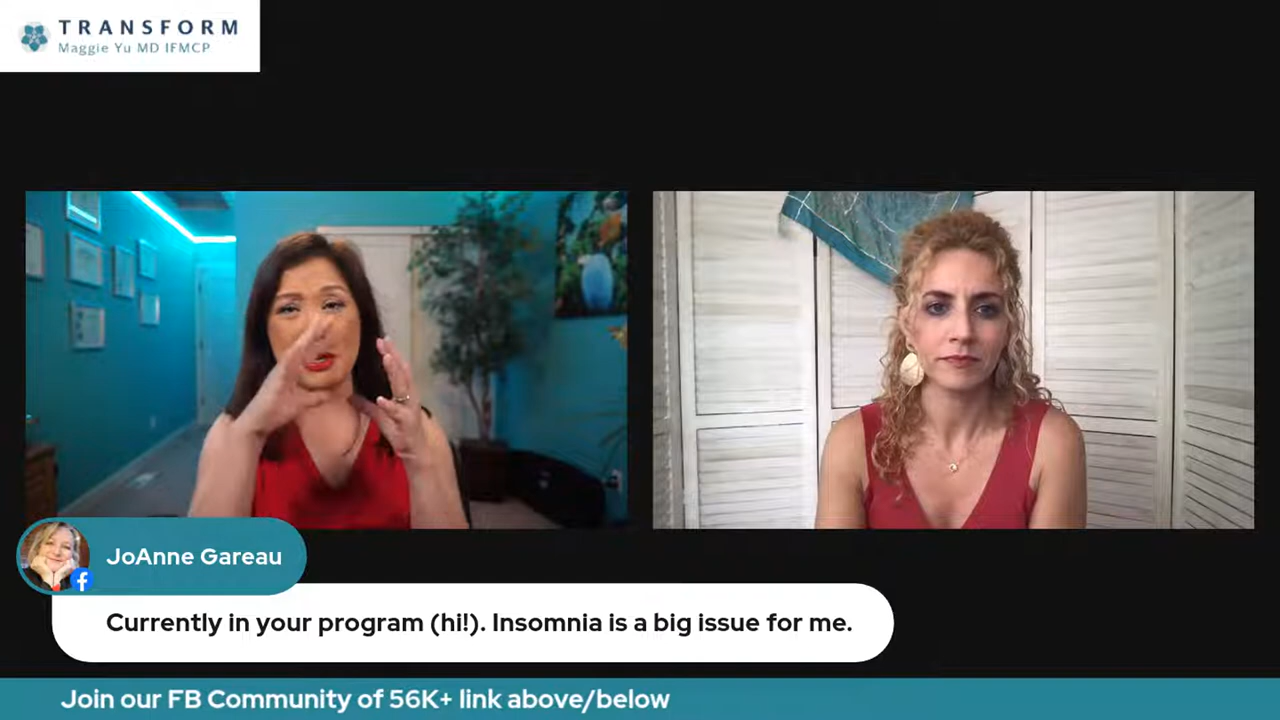 TRANSFORM
Maggie Yu MD IFMCP
JoAnne Gareau
Currently in your program (hi!). Insomnia is a big issue for me.
Join our FB Community of 56K+ link above/below